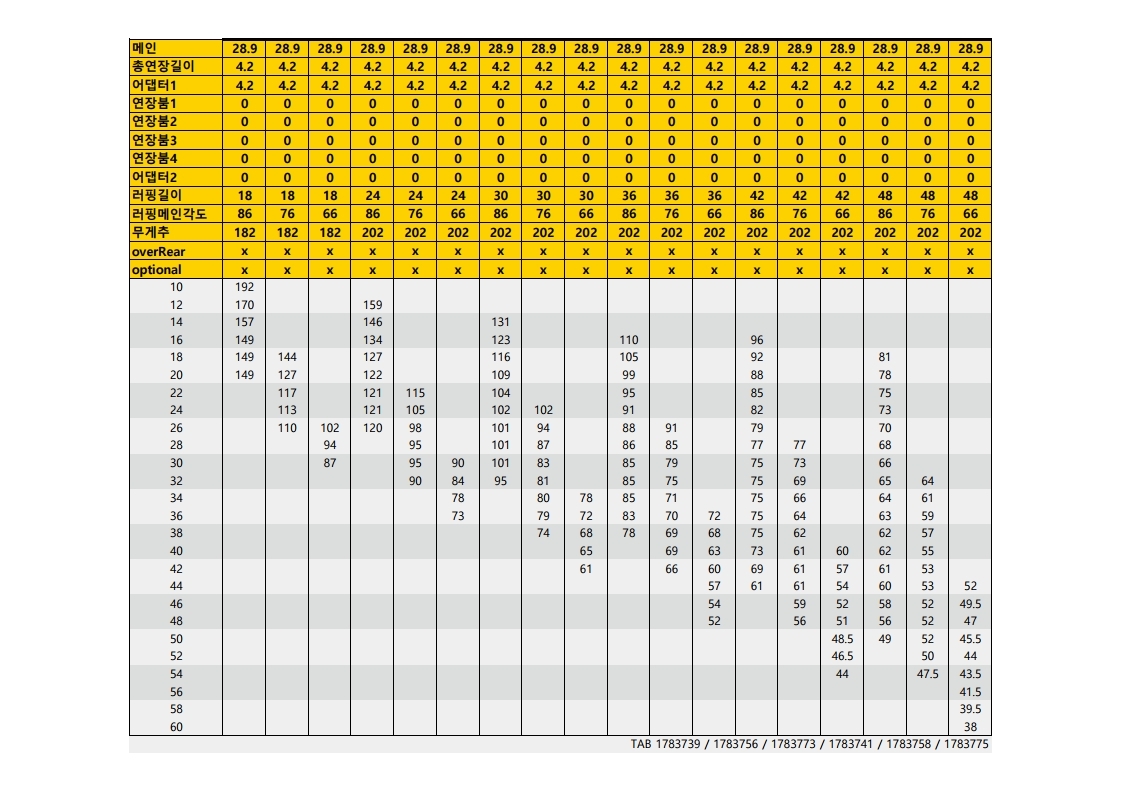 메인 28.9 28.9 28.9 28.9 28.9 28.9 28.9 28.9 28.9 28.9 28.9 28.9 28.9 28.9 28.9 28.9 28.9 28.9
총연장길이 4.2 4.2 4.2 4.2 4.2 4.2 4.2 4.2 4.2 4.2 4.2 4.2 4.2 4.2 4.2 4.2 4.2 4.2
어댑터1 4.2 4.2 4.2 4.2 4.2 4.2 4.2 4.2 4.2 4.2 4.2 4.2 4.2 4.2 4.2 4.2 4.2 4.2
연장붐1 0 0 0 0 0 0 0 0 0 0 0 0 0 0 0 0 0 0
연장붐2 0 0 0 0 0 0 0 0 0 0 0 0 0 0 0 0 0 0
연장붐3 0 0 0 0 0 0 0 0 0 0 0 0 0 0 0 0 0 0
연장붐4 0 0 0 0 0 0 0 0 0 0 0 0 0 0 0 0 0 0
어댑터2 0 0 0 0 0 0 0 0 0 0 0 0 0 0 0 0 0 0
러핑길이 18 18 18 24 24 24 30 30 30 36 36 36 42 42 42 48 48 48
러핑메인각도 86 76 66 86 76 66 86 76 66 86 76 66 86 76 66 86 76 66
무게추 182 182 182 202 202 202 202 202 202 202 202 202 202 202 202 202 202 202
overRear x x x x x x x x x x x x x x x x x x
optional x x x x x x x x x x x x x x x x x x
10 192
12 170 159
14 157 146 131
16 149 134 123 110 96
18 149 144 127 116 105 92 81
20 149 127 122 109 99 88 78
22 117 121 115 104 95 85 75
24 113 121 105 102 102 91 82 73
26 110 102 120 98 101 94 88 91 79 70
28 94 95 101 87 86 85 77 77 68
30 87 95 90 101 83 85 79 75 73 66
32 90 84 95 81 85 75 75 69 65 64
34 78 80 78 85 71 75 66 64 61
36 73 79 72 83 70 72 75 64 63 59
38 74 68 78 69 68 75 62 62 57
40 65 69 63 73 61 60 62 55
42 61 66 60 69 61 57 61 53
44 57 61 61 54 60 53 52
46 54 59 52 58 52 49.5
48 52 56 51 56 52 47
50 48.5 49 52 45.5
52 46.5 50 44
54 44 47.5 43.5
56 41.5
58 39.5
60 38
TAB 1783739 / 1783756 / 1783773 / 1783741 / 1783758 / 1783775